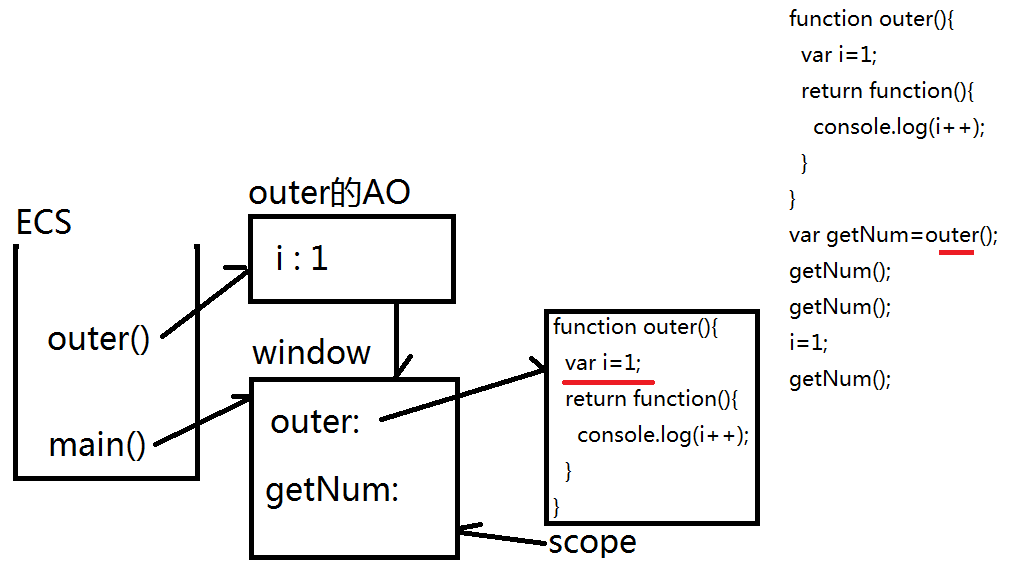 function outer(){
var i=1;
return function(){
console.log(i++);
}
}
var getNum=outer();
getNum();
getNum();
i=1;
getNum();
ECS
outer()
main()
outer的AO
i : 1
window
outer:
getNum:
function outer(){
var i=1;
return function(){
console.log(i++);
}
}
scope